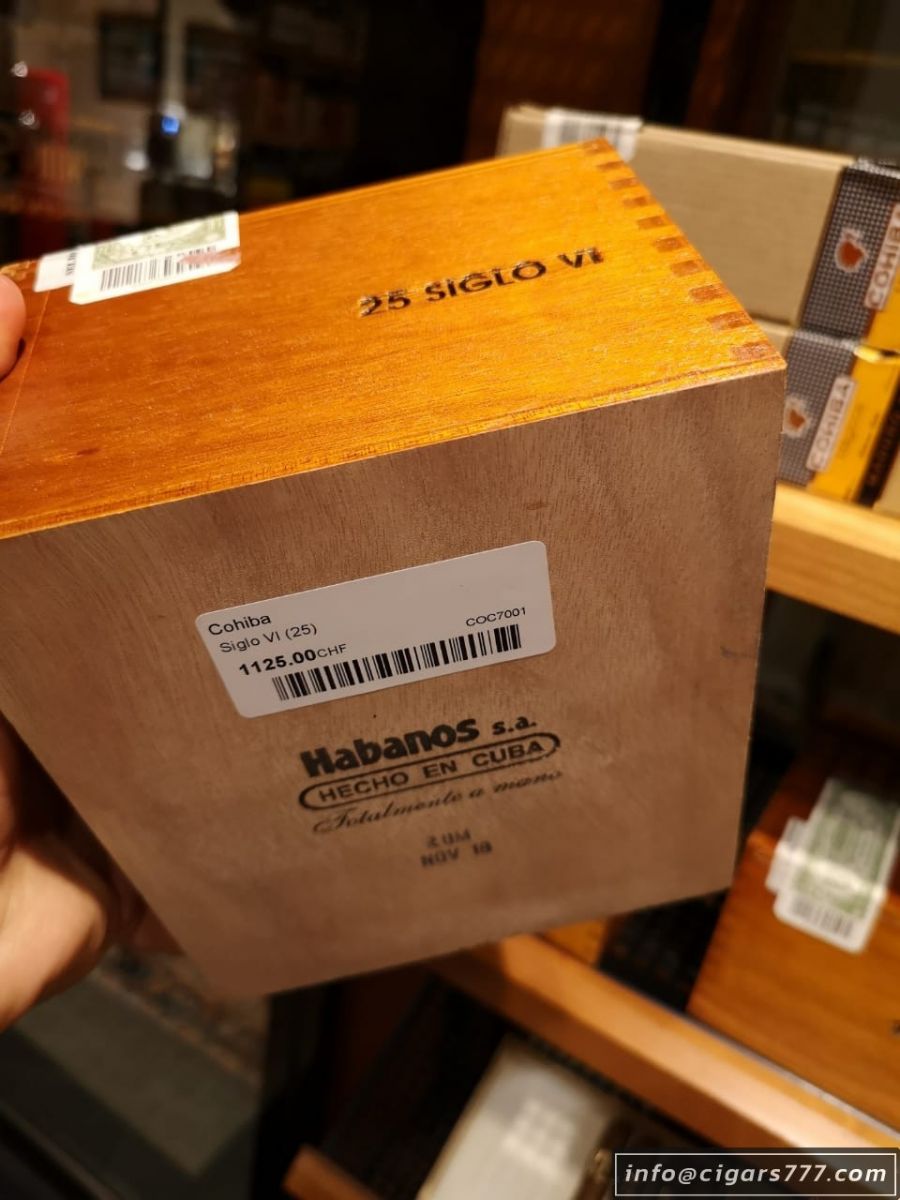 25 SIGLO VI
COHIBA
COHIBA
Cohiba
Siglo VI (25)
COC7001
1125.00CHF
Habanos s.a.
HECHO EN CUBA
Totalmente a mano
NOV 18
info@cigars777.com